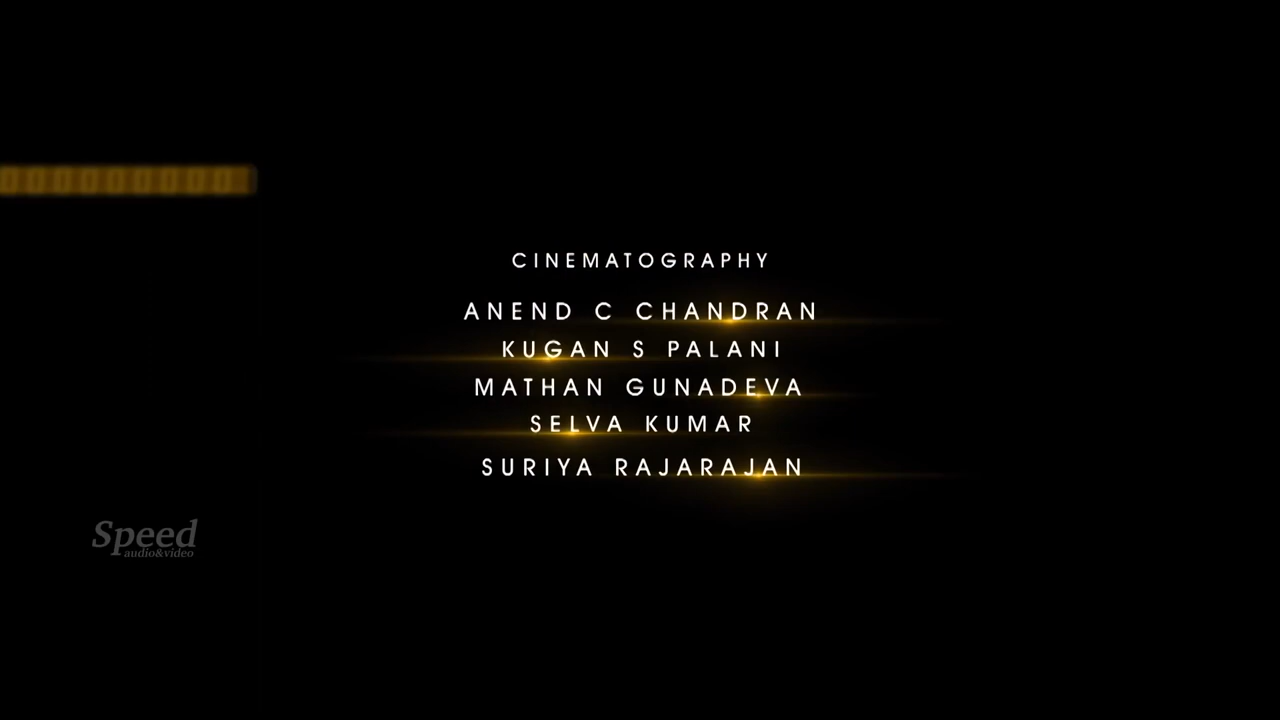 CINEMATOGRAPHY
ANEND C CHANDRAN
KUGAN S PALANI
MATHAN GUNADEVA
SELVA KUMAR
SURIYA RAJARAJAN
Speed
audio&video